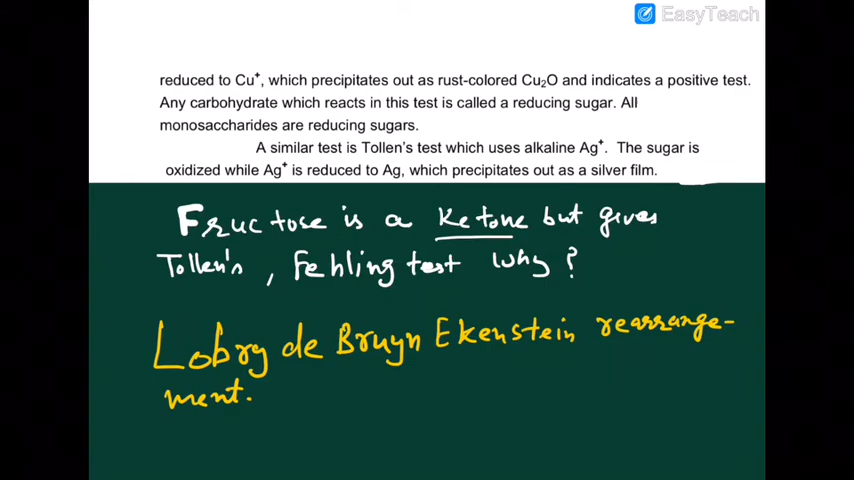 EasyTeach
reduced to Cu⁺, which precipitates out as rust-colored Cu₂O and indicates a positive test.
Any carbohydrate which reacts in this test is called a reducing sugar. All
monosaccharides are reducing sugars.
A similar test is Tollen's test which uses alkaline Ag⁺. The sugar is
oxidized while Ag⁺ is reduced to Ag, which precipitates out as a silver film.
Fructose is a Ketone but gives
Tollen's, Fehling test why?
Lobry de Bruyn Ekenstein rearrange-
ment.